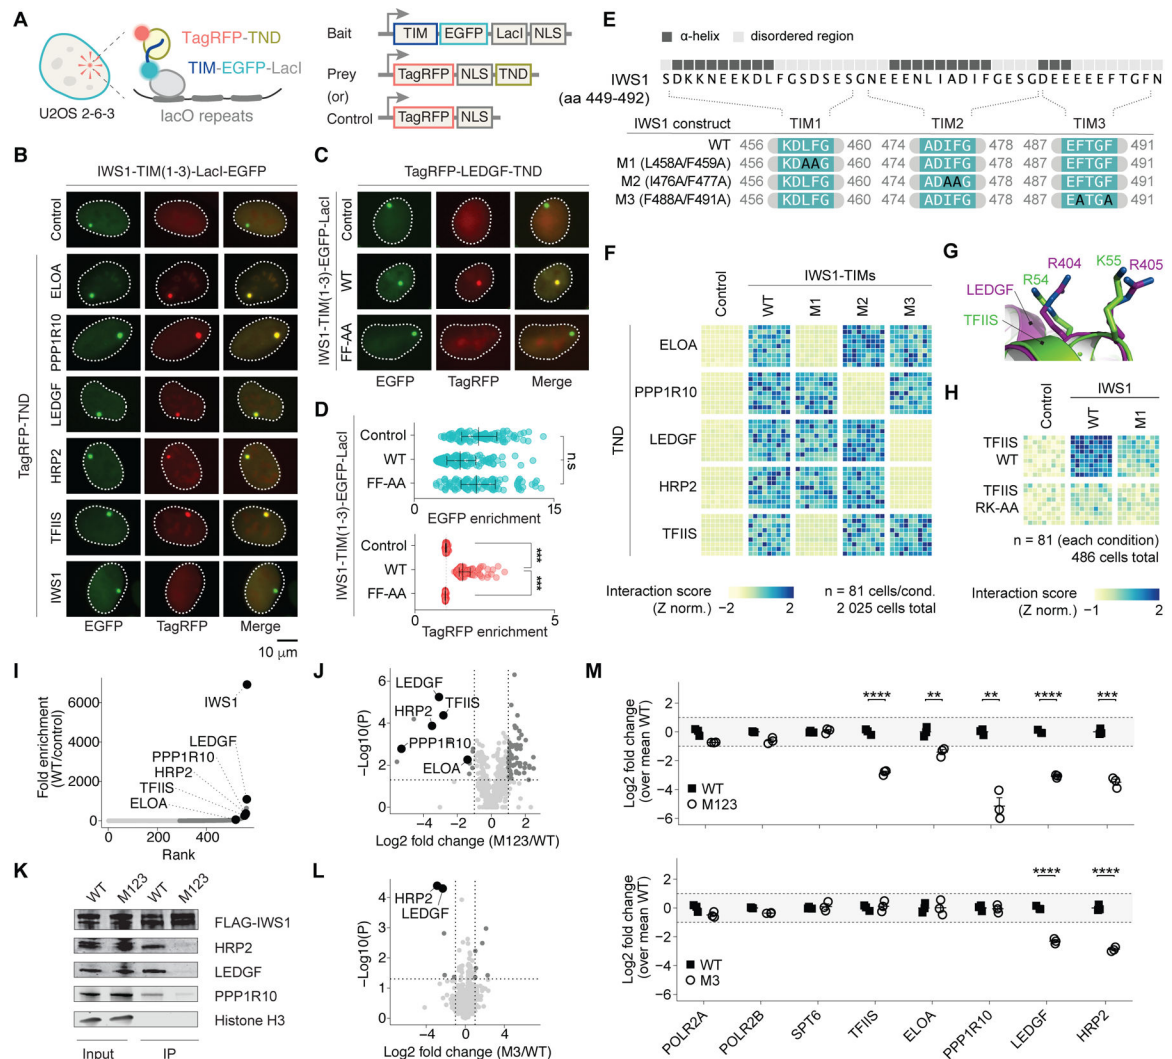 A
TagRFP-TND
TIM-EGFP-LacI
U2OS 2-6-3
lacO repeats
Bait
TIM
EGFP
LacI
NLS
Prey
TagRFP
NLS
TND
(or)
Control
TagRFP
NLS
B
IWS1-TIM(1-3)-LacI-EGFP
TagRFP-TND
Control
ELOA
PPP1R10
LEDGF
HRP2
TFIIS
IWS1
EGFP
TagRFP
Merge
10 μm
C
TagRFP-LEDGF-TND
IWS1-TIM(1-3)-EGFP-LacI
Control
WT
FF-AA
EGFP
TagRFP
Merge
D
IWS1-TIM(1-3)-EGFP-LacI
Control
WT
FF-AA
n.s
0
15
EGFP enrichment
Control
WT
FF-AA
***
***
0
5
TagRFP enrichment
E
α-helix
disordered region
IWS1
(aa 449-492)
SDKKNEEKDLFGSDSESGNEEENLIADIFGESGDEEEEEFTGFN
IWS1 construct
TIM1
TIM2
TIM3
WT
456 KDLFG 460
474 ADIFG 478
487 EFTGF 491
M1 (L458A/F459A)
456 KDAAG 460
474 ADIFG 478
487 EFTGF 491
M2 (I476A/F477A)
456 KDLFG 460
474 ADAAG 478
487 EFTGF 491
M3 (F488A/F491A)
456 KDLFG 460
474 ADIFG 478
487 EATGA 491
F
IWS1-TIMs
Control
WT
M1
M2
M3
TND
ELOA
PPP1R10
LEDGF
HRP2
TFIIS
Interaction score
(Z norm.)
−2
2
n = 81 cells/cond.
2 025 cells total
G
R404
K55
R405
R54
LEDGF
TFIIS
H
IWS1
Control
WT
M1
TFIIS
WT
TFIIS
RK-AA
n = 81 (each condition)
486 cells total
Interaction score
(Z norm.)
−1
2
I
Fold enrichment
(WT/control)
6000
4000
2000
0
IWS1
LEDGF
PPP1R10
HRP2
TFIIS
ELOA
0
200
400
Rank
J
−Log10(P)
6
4
2
0
LEDGF
TFIIS
HRP2
PPP1R10
ELOA
−4
0
4
Log2 fold change (M123/WT)
K
WT
M123
WT
M123
FLAG-IWS1
HRP2
LEDGF
PPP1R10
Histone H3
Input
IP
L
−Log10(P)
4
3
2
1
0
HRP2
LEDGF
−4
0
4
Log2 fold change (M3/WT)
M
Log2 fold change
(over mean WT)
2
0
−2
−4
−6
****
**
**
****
***
WT
M123
Log2 fold change
(over mean WT)
2
0
−2
−4
−6
****
****
WT
M3
POLR2A
POLR2B
SPT6
TFIIS
ELOA
PPP1R10
LEDGF
HRP2